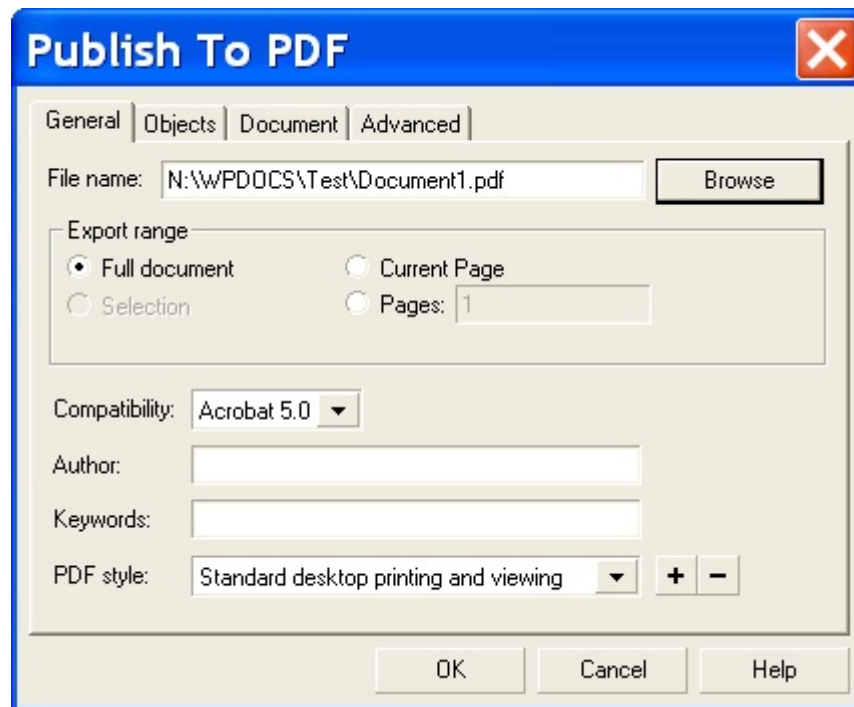 Publish To PDF
General Objects Document Advanced
File name: N:\WPDOCS\Test\Document1.pdf Browse
Export range
Full document Current Page
Selection Pages: 1
Compatibility: Acrobat 5.0
Author:
Keywords:
PDF style: Standard desktop printing and viewing + −
OK Cancel Help